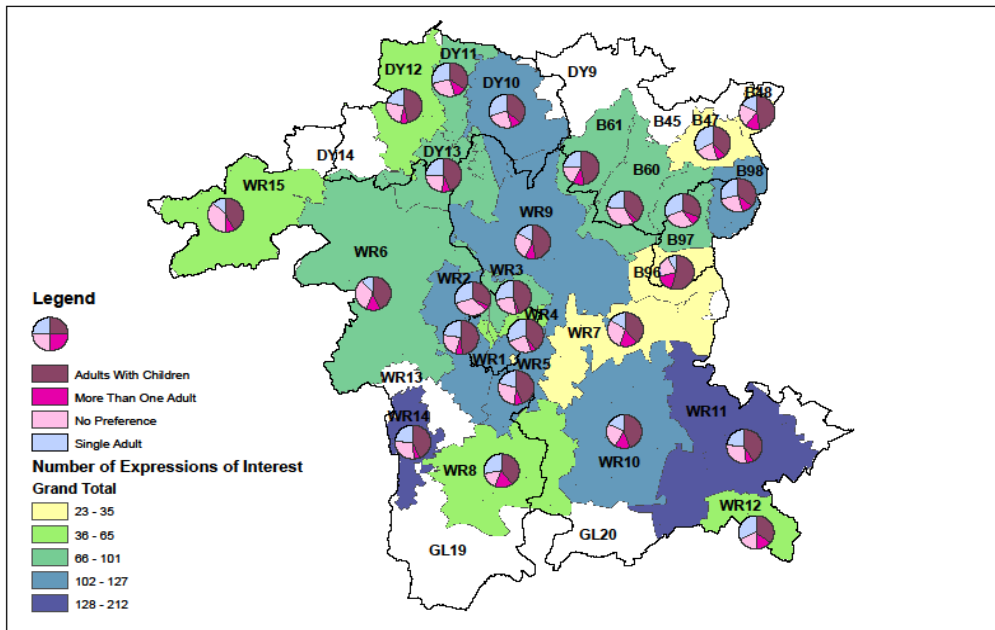 DY11
DY12
DY10
DY9
B48
B47
B61
B45
DY14
DY13
B60
B98
WR15
WR9
B97
WR6
B96
WR2
WR3
WR4
WR7
WR1
WR5
WR13
WR14
WR11
WR8
WR10
WR12
GL19
GL20
Legend
Adults With Children
More Than One Adult
No Preference
Single Adult
Number of Expressions of Interest
Grand Total
23 - 35
36 - 65
66 - 101
102 - 127
128 - 212